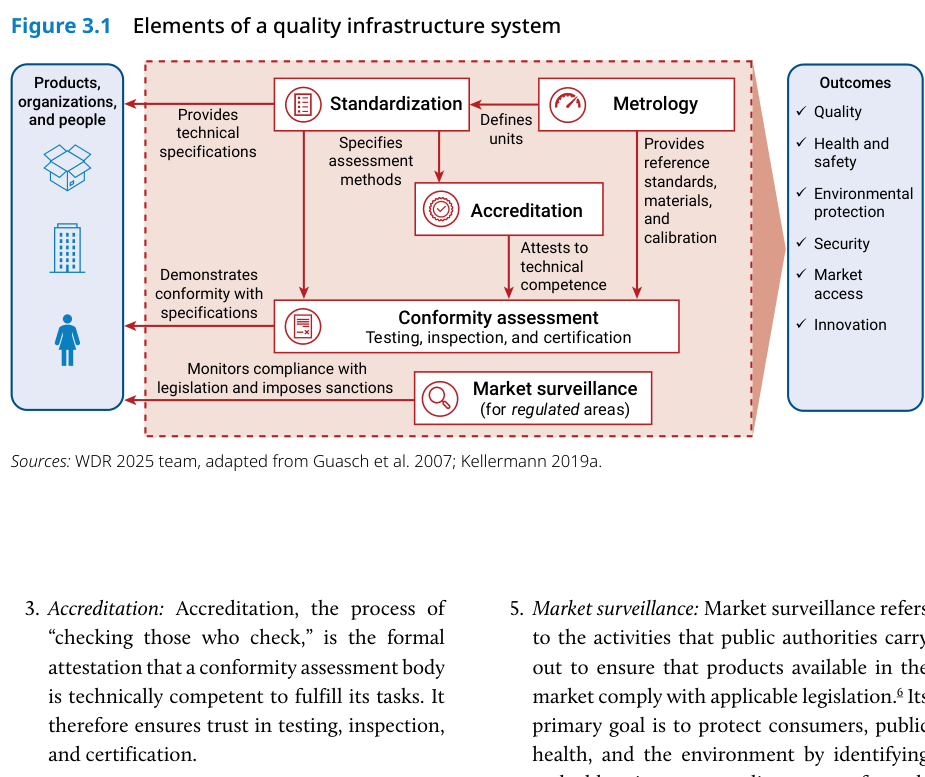 Figure 3.1 Elements of a quality infrastructure system
Products,
organizations,
and people
Provides
technical
specifications
Standardization
Defines
units
Metrology
Specifies
assessment
methods
Provides
reference
standards,
materials,
and
calibration
Accreditation
Attests to
technical
competence
Demonstrates
conformity with
specifications
Conformity assessment
Testing, inspection, and certification
Monitors compliance with
legislation and imposes sanctions
Market surveillance
(for regulated areas)
Outcomes
✓ Quality
✓ Health and
safety
✓ Environmental
protection
✓ Security
✓ Market
access
✓ Innovation
Sources: WDR 2025 team, adapted from Guasch et al. 2007; Kellermann 2019a.
3. Accreditation: Accreditation, the process of
“checking those who check,” is the formal
attestation that a conformity assessment body
is technically competent to fulfill its tasks. It
therefore ensures trust in testing, inspection,
and certification.
5. Market surveillance: Market surveillance refers
to the activities that public authorities carry
out to ensure that products available in the
market comply with applicable legislation.6 Its
primary goal is to protect consumers, public
health, and the environment by identifying